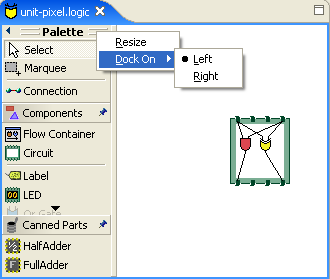 unit-pixel.logic
Palette
Select
Marquee
Connection
Components
Flow Container
Circuit
Label
LED
Or Gate
Canned Parts
HalfAdder
FullAdder
Resize
Dock On
Left
Right